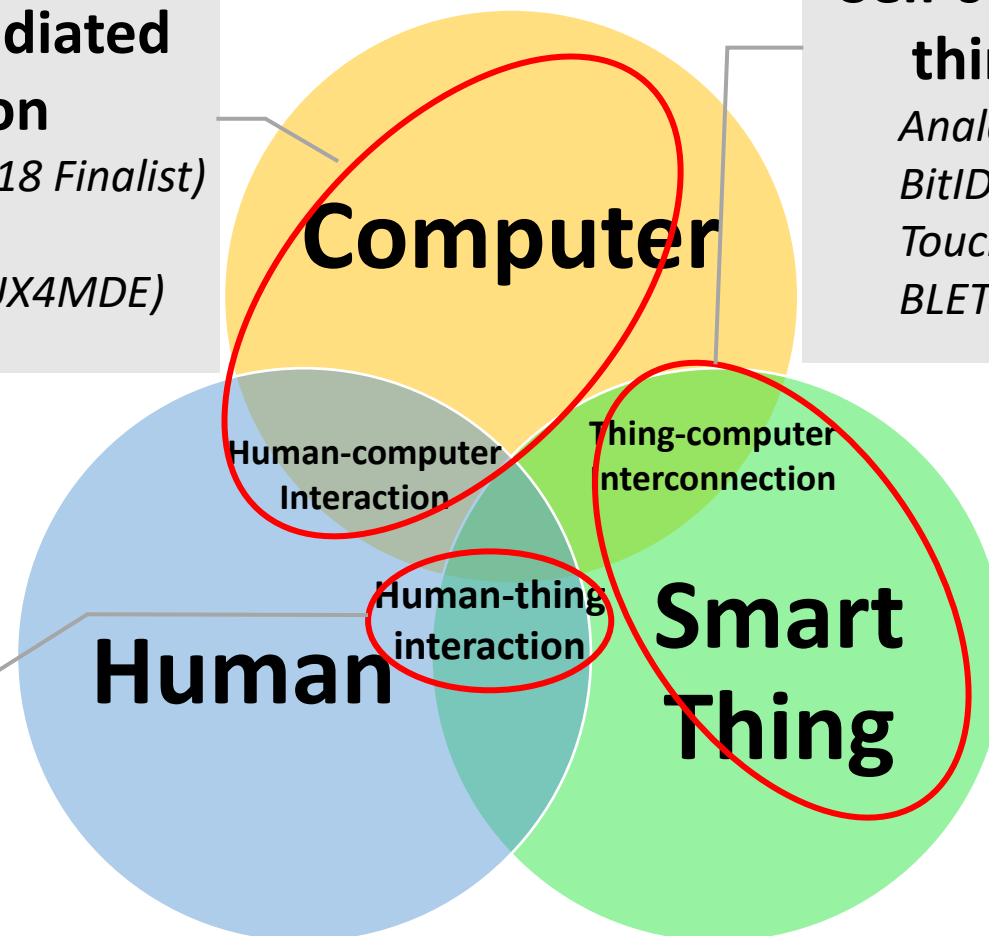 diated
on
18 Finalist)
UX4MDE)
thin
Anal
BitID
Touc
BLET
Computer
Human-computer
Interaction
Thing-computer
Interconnection
Human-thing
interaction
Human
Smart
Thing